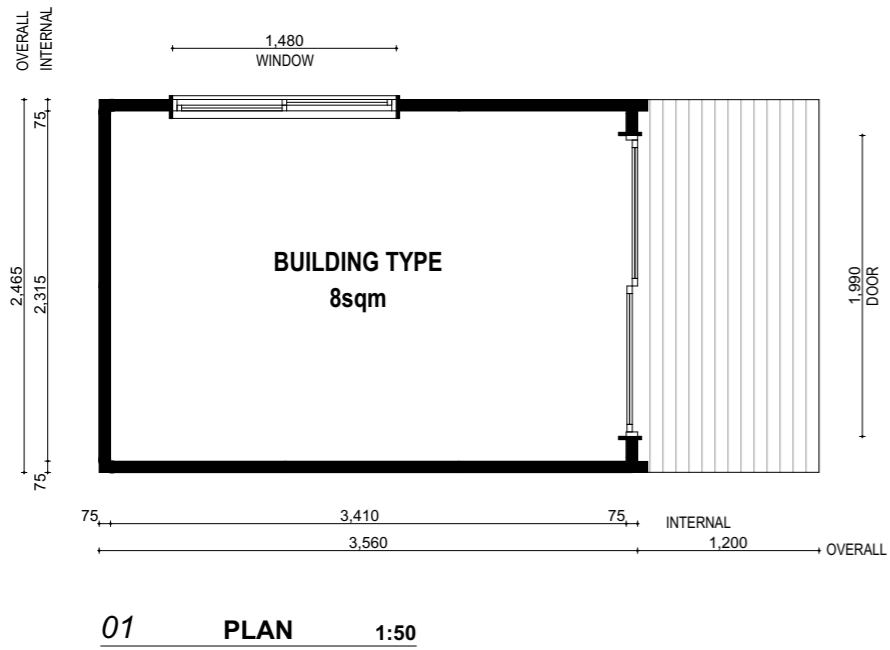 OVERALL
INTERNAL
1,480
WINDOW
75
2,465
2,315
75
BUILDING TYPE
8sqm
1,990
DOOR
75
3,410
75
INTERNAL
3,560
1,200
OVERALL
01 PLAN 1:50